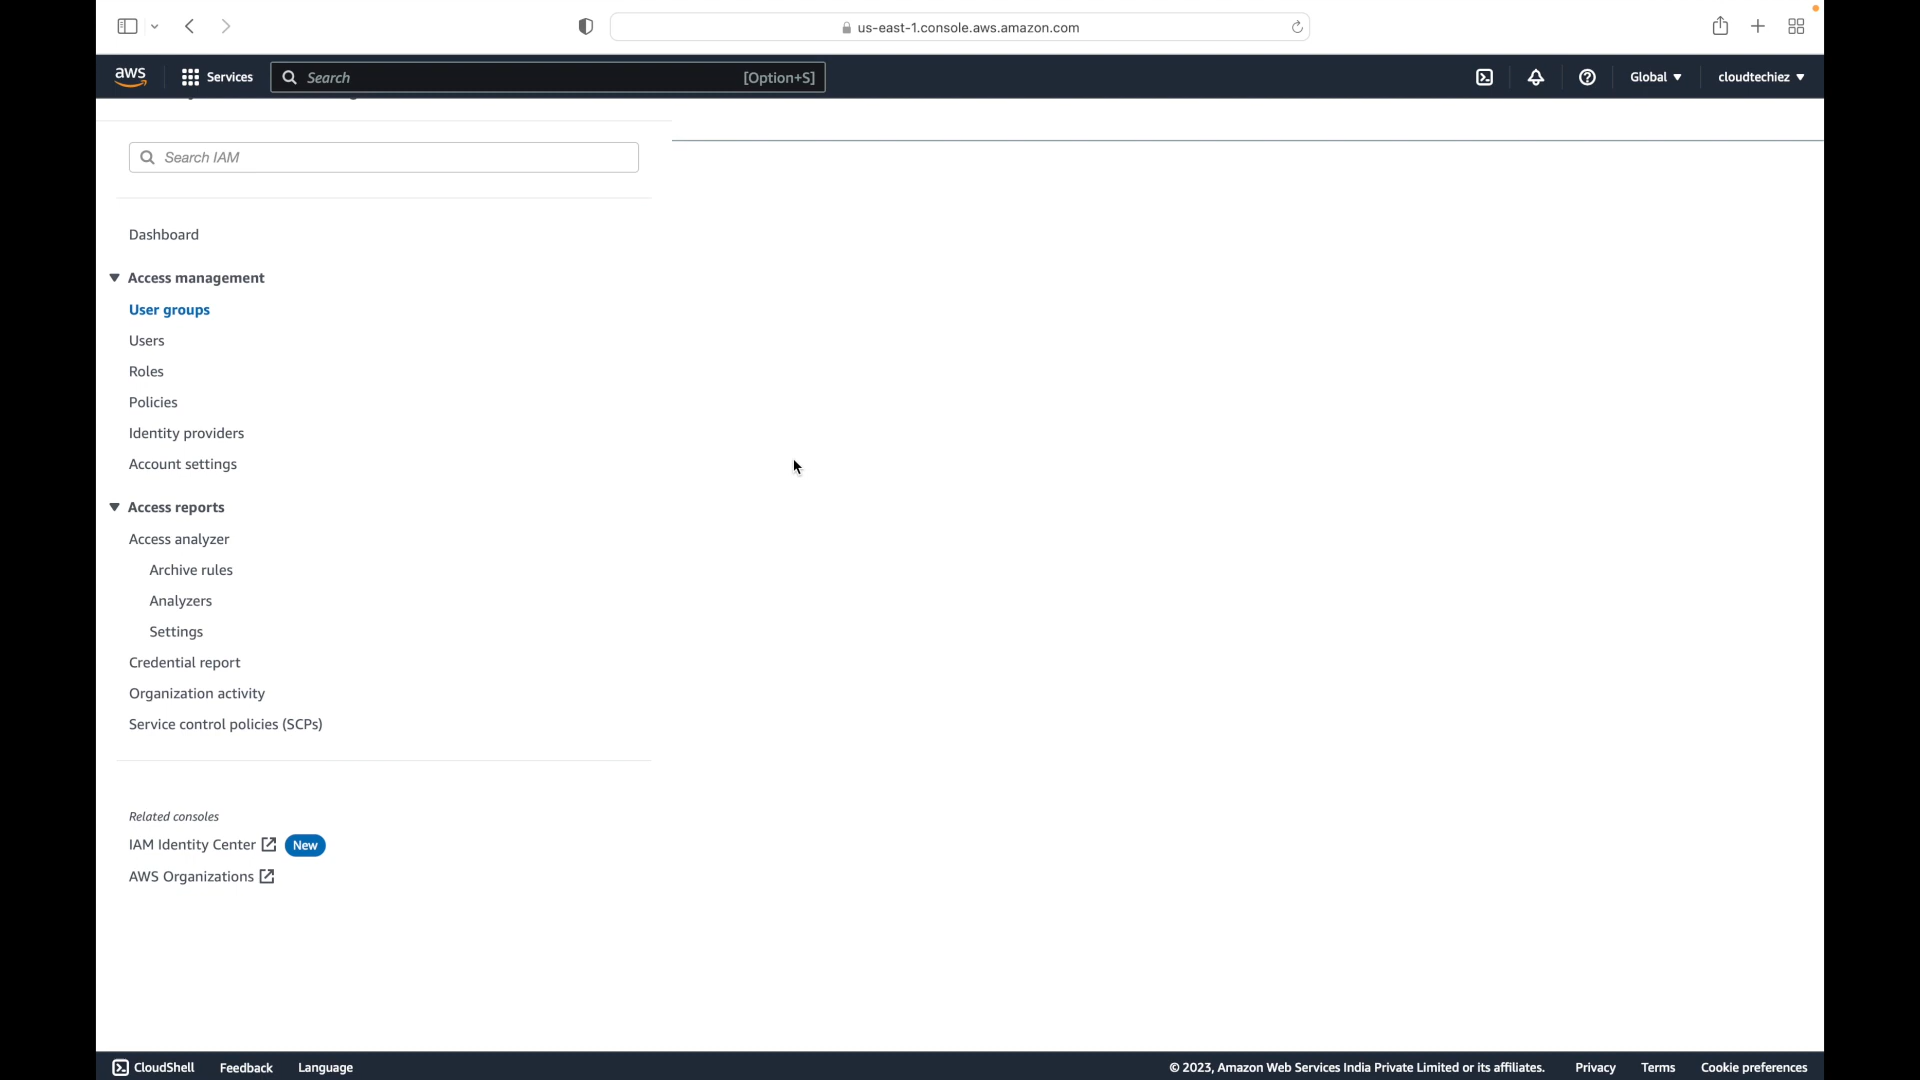 us-east-1.console.aws.amazon.com
aws
Services
Search
[Option+S]
Global
cloudtechiez
Search IAM
Dashboard
Access management
User groups
Users
Roles
Policies
Identity providers
Account settings
Access reports
Access analyzer
Archive rules
Analyzers
Settings
Credential report
Organization activity
Service control policies (SCPs)
Related consoles
IAM Identity Center New
AWS Organizations
CloudShell Feedback Language © 2023, Amazon Web Services India Private Limited or its affiliates. Privacy Terms Cookie preferences